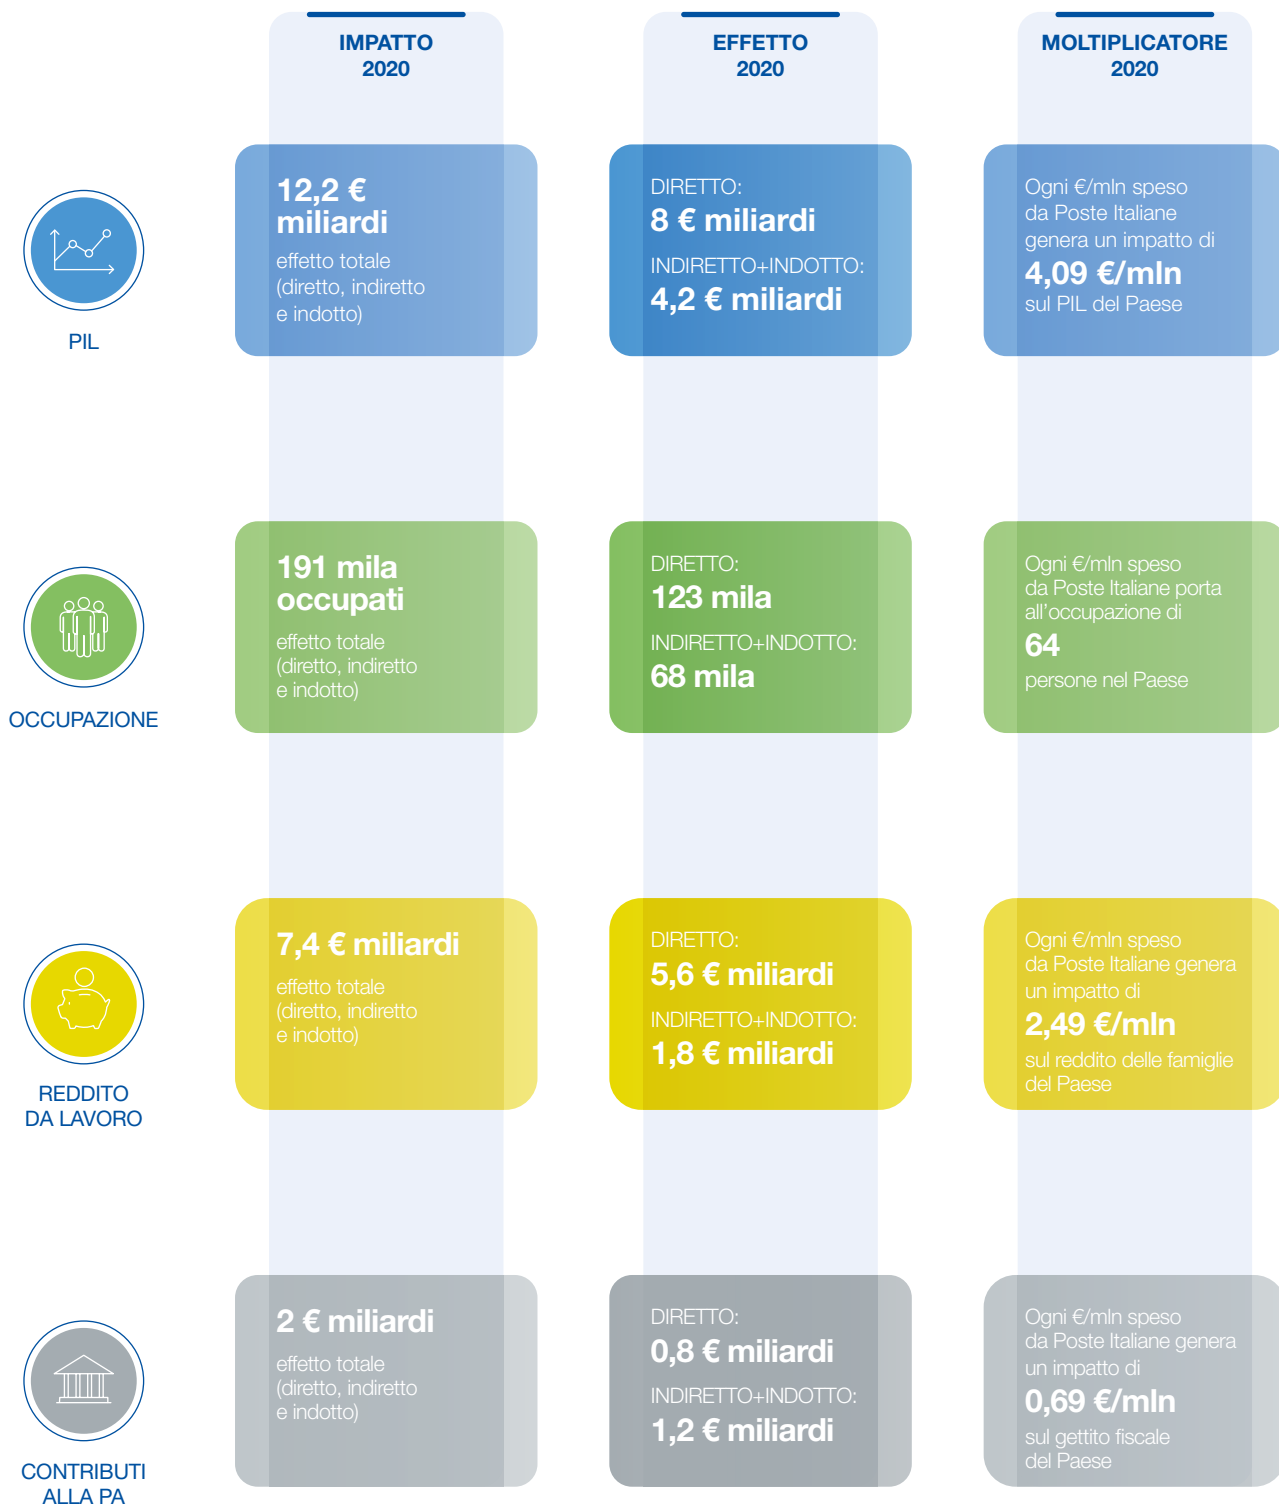 IMPATTO
2020
EFFETTO
2020
MOLTIPLICATORE
2020
PIL
12,2 €
miliardi
effetto totale
(diretto, indiretto
e indotto)
DIRETTO:
8 € miliardi
INDIRETTO+INDOTTO:
4,2 € miliardi
Ogni €/mln speso
da Poste Italiane
genera un impatto di
4,09 €/mln
sul PIL del Paese
OCCUPAZIONE
191 mila
occupati
effetto totale
(diretto, indiretto
e indotto)
DIRETTO:
123 mila
INDIRETTO+INDOTTO:
68 mila
Ogni €/mln speso
da Poste Italiane porta
all’occupazione di
64
persone nel Paese
REDDITO
DA LAVORO
7,4 € miliardi
effetto totale
(diretto, indiretto
e indotto)
DIRETTO:
5,6 € miliardi
INDIRETTO+INDOTTO:
1,8 € miliardi
Ogni €/mln speso
da Poste Italiane genera
un impatto di
2,49 €/mln
sul reddito delle famiglie
del Paese
CONTRIBUTI
ALLA PA
2 € miliardi
effetto totale
(diretto, indiretto
e indotto)
DIRETTO:
0,8 € miliardi
INDIRETTO+INDOTTO:
1,2 € miliardi
Ogni €/mln speso
da Poste Italiane genera
un impatto di
0,69 €/mln
sul gettito fiscale
del Paese